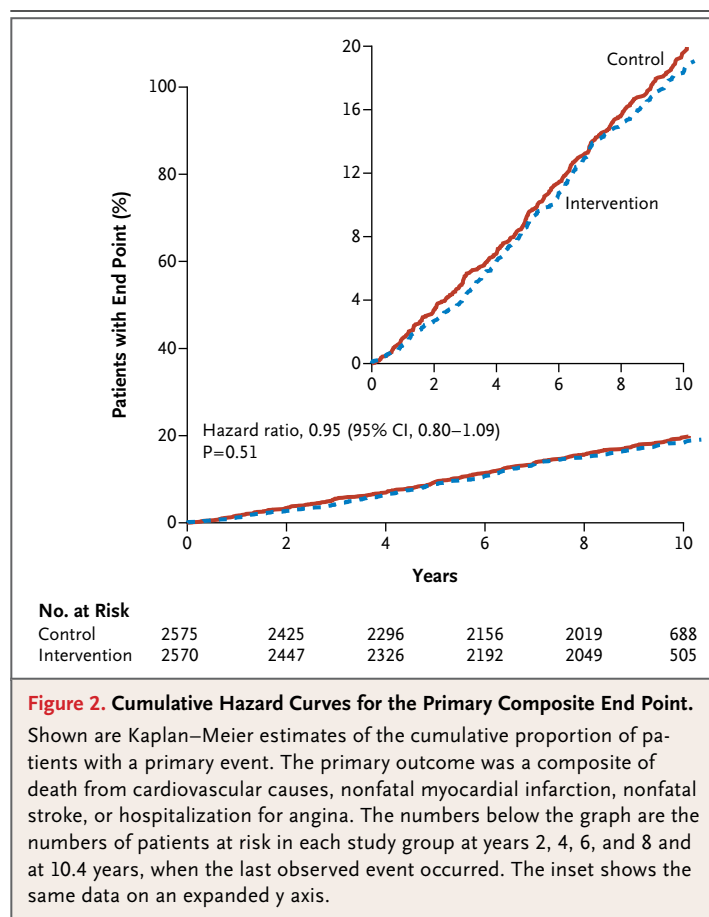 20
Control
100
16
80
12
Intervention
60
8
Patients with End Point (%)
4
40
0
0 2 4 6 8 10
20
Hazard ratio, 0.95 (95% CI, 0.80–1.09)
P=0.51
0
0 2 4 6 8 10
Years
No. at Risk
Control 2575 2425 2296 2156 2019 688
Intervention 2570 2447 2326 2192 2049 505
Figure 2. Cumulative Hazard Curves for the Primary Composite End Point.
Shown are Kaplan–Meier estimates of the cumulative proportion of pa-
tients with a primary event. The primary outcome was a composite of
death from cardiovascular causes, nonfatal myocardial infarction, nonfatal
stroke, or hospitalization for angina. The numbers below the graph are the
numbers of patients at risk in each study group at years 2, 4, 6, and 8 and
at 10.4 years, when the last observed event occurred. The inset shows the
same data on an expanded y axis.